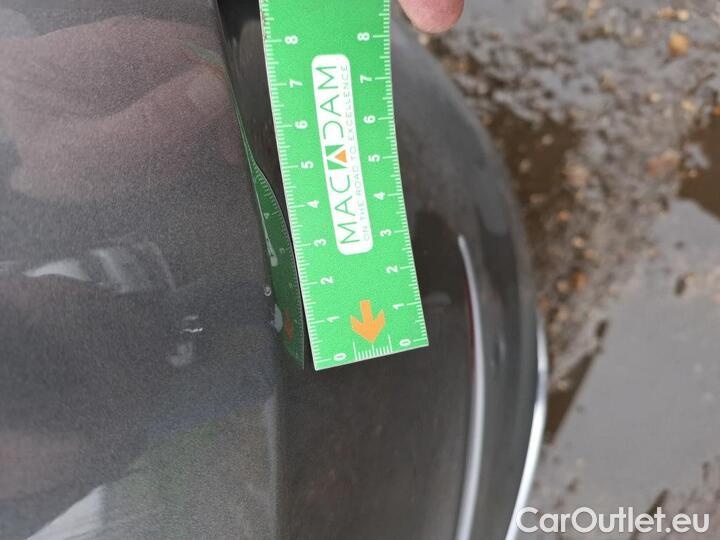 MACADAM
ON THE ROAD TO EXCELLENCE
8 7 6 5 4 3 2 1 0
8 7 6 5 4 3 2 1 0
CarOutlet.eu